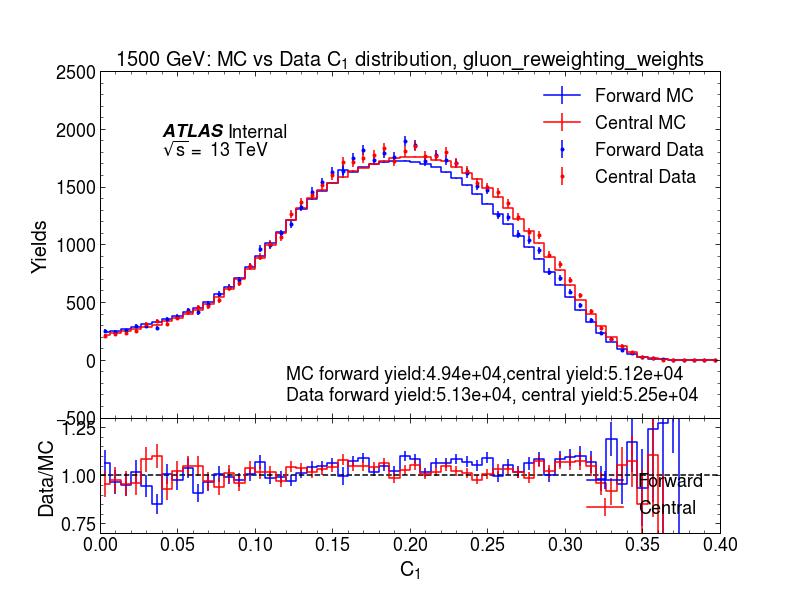 1500 GeV: MC vs Data C₁ distribution, gluon_reweighting_weights
2500
2000
1500
1000
500
0
−500
Yields
ATLAS Internal
√s = 13 TeV
Forward MC
Central MC
Forward Data
Central Data
MC forward yield:4.94e+04,central yield:5.12e+04
Data forward yield:5.13e+04, central yield:5.25e+04
1.25
1.00
0.75
Data/MC
Forward
Central
0.00 0.05 0.10 0.15 0.20 0.25 0.30 0.35 0.40
C₁